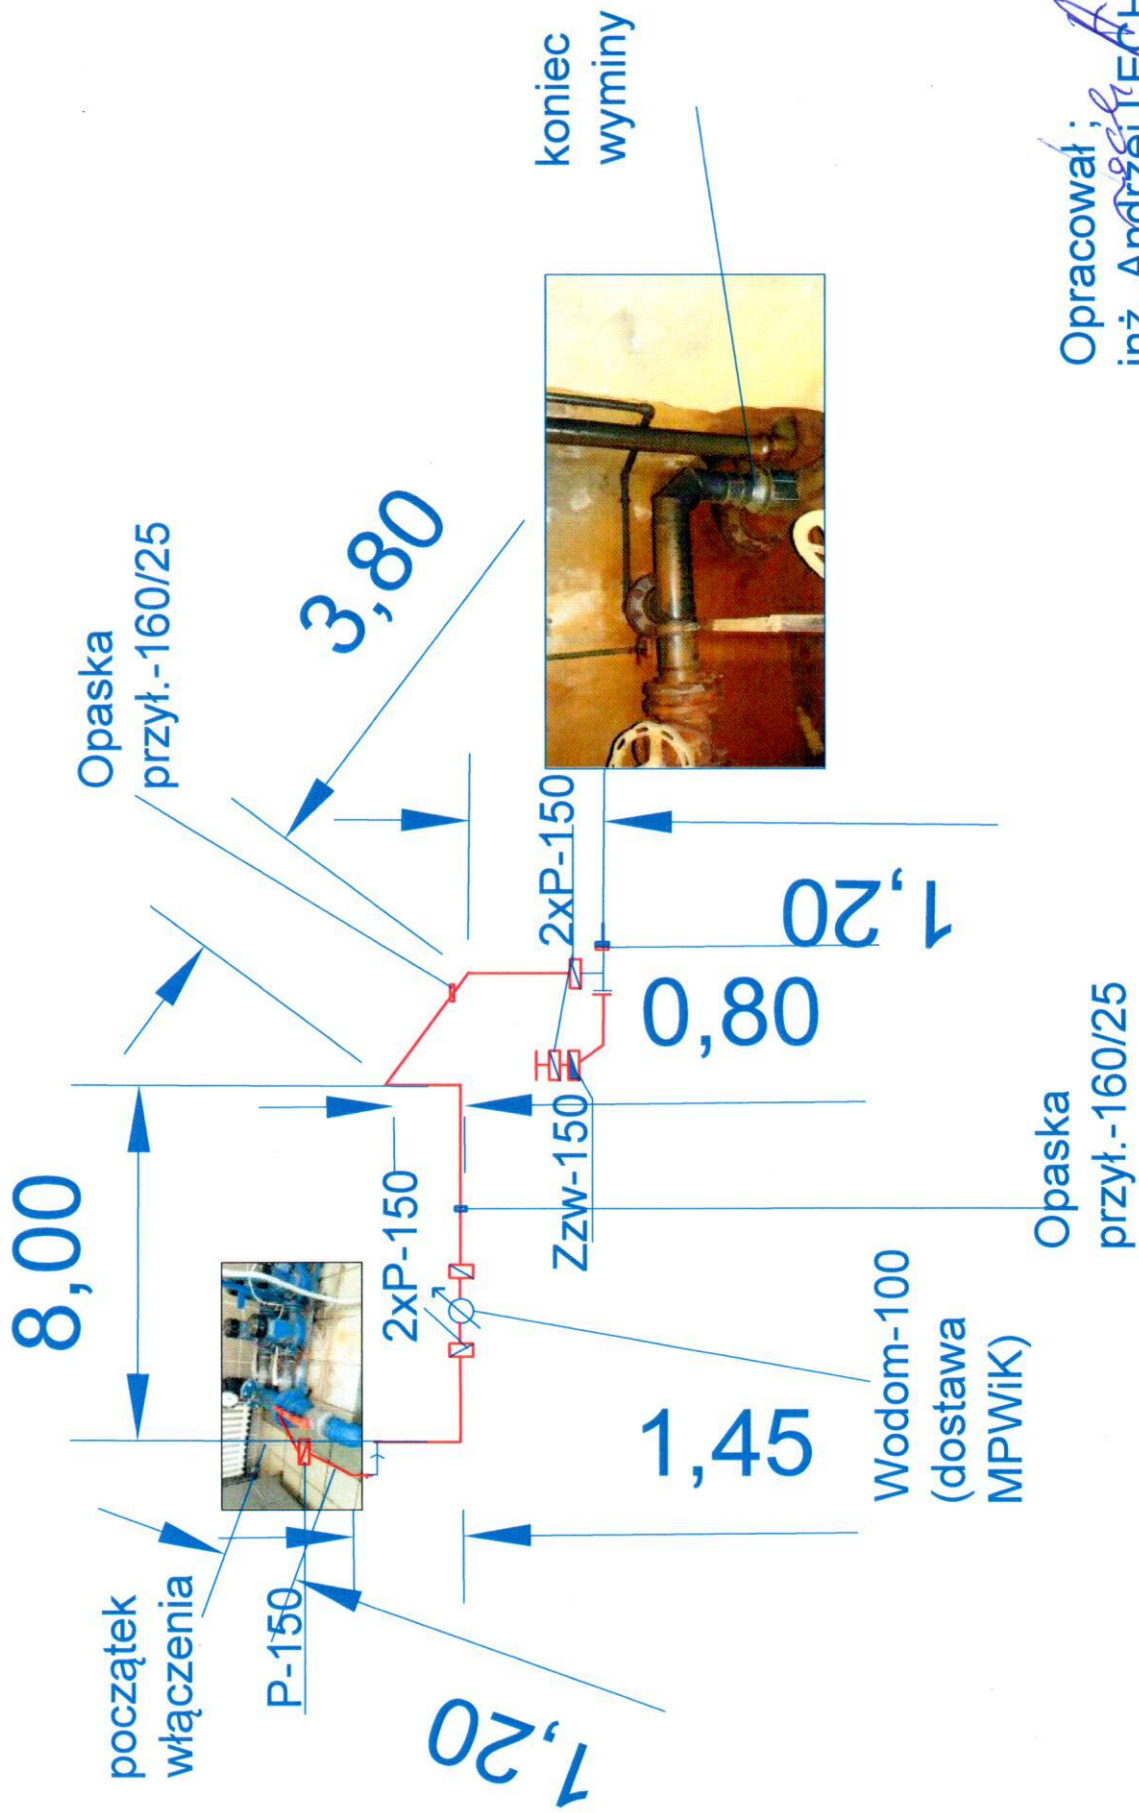 8,00
początek
włączenia
P-150
1,20
2xP-150
1,45
Wodom-100
(dostawa
MPWiK)
Opaska
przył.-160/25
3,80
Zzw-150
2xP-150
0,80
1,20
Opaska
przył.-160/25
koniec
wyminy
Opracował ;
inż. Andrzej